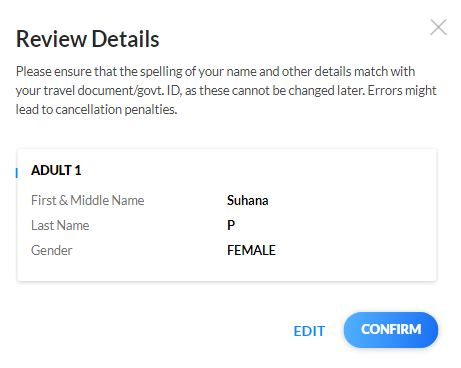 Review Details
Please ensure that the spelling of your name and other details match with
your travel document/govt. ID, as these cannot be changed later. Errors might
lead to cancellation penalties.
ADULT 1
First & Middle Name Suhana
Last Name P
Gender FEMALE
EDIT CONFIRM